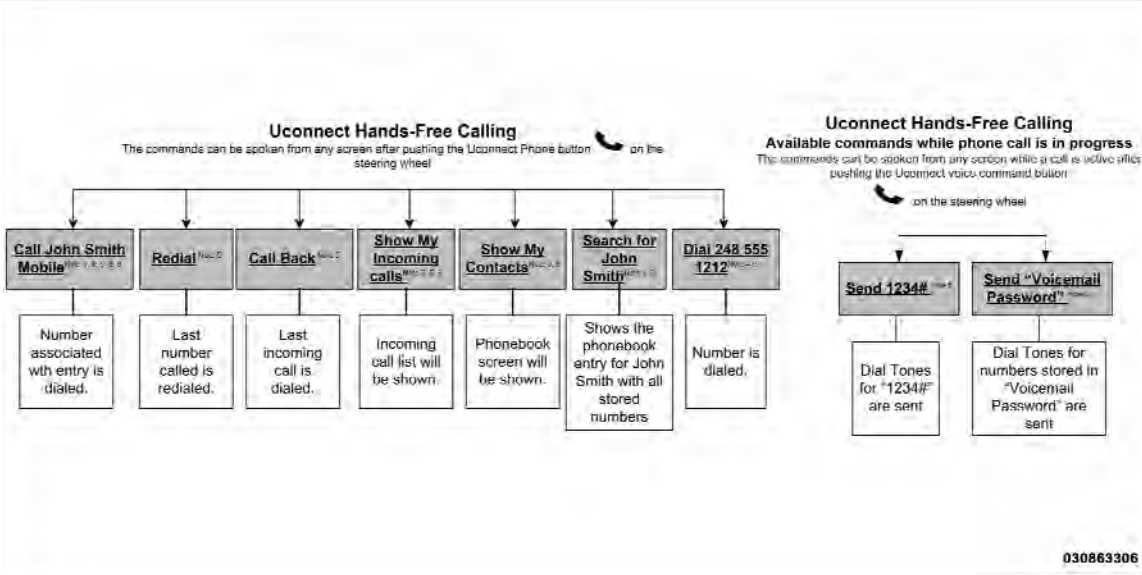 Uconnect Hands-Free Calling
The commands can be spoken from any screen after pushing the Uconnect Phone button on the
steering wheel
Call John Smith
Mobile
Number
associated
wth entry is
dialed.
Redial
Last
number
called is
redialed.
Call Back
Last
incoming
call is
dialed.
Show My
Incoming
calls
Incoming
call list will
be shown.
Show My
Contacts
Phonebook
screen will
be shown.
Search for
John
Smith
Shows the
phonebook
entry for John
Smith with all
stored
numbers
Dial 248 555
1212
Number is
dialed.
Uconnect Hands-Free Calling
Available commands while phone call is in progress
The commands can be spoken from any screen while a call is active after
pushing the Uconnect voice command button
on the steering wheel
Send 1234#
Dial Tones
for "1234#"
are sent
Send "Voicemail
Password"
Dial Tones for
numbers stored in
"Voicemail
Password" are
sent
030863306